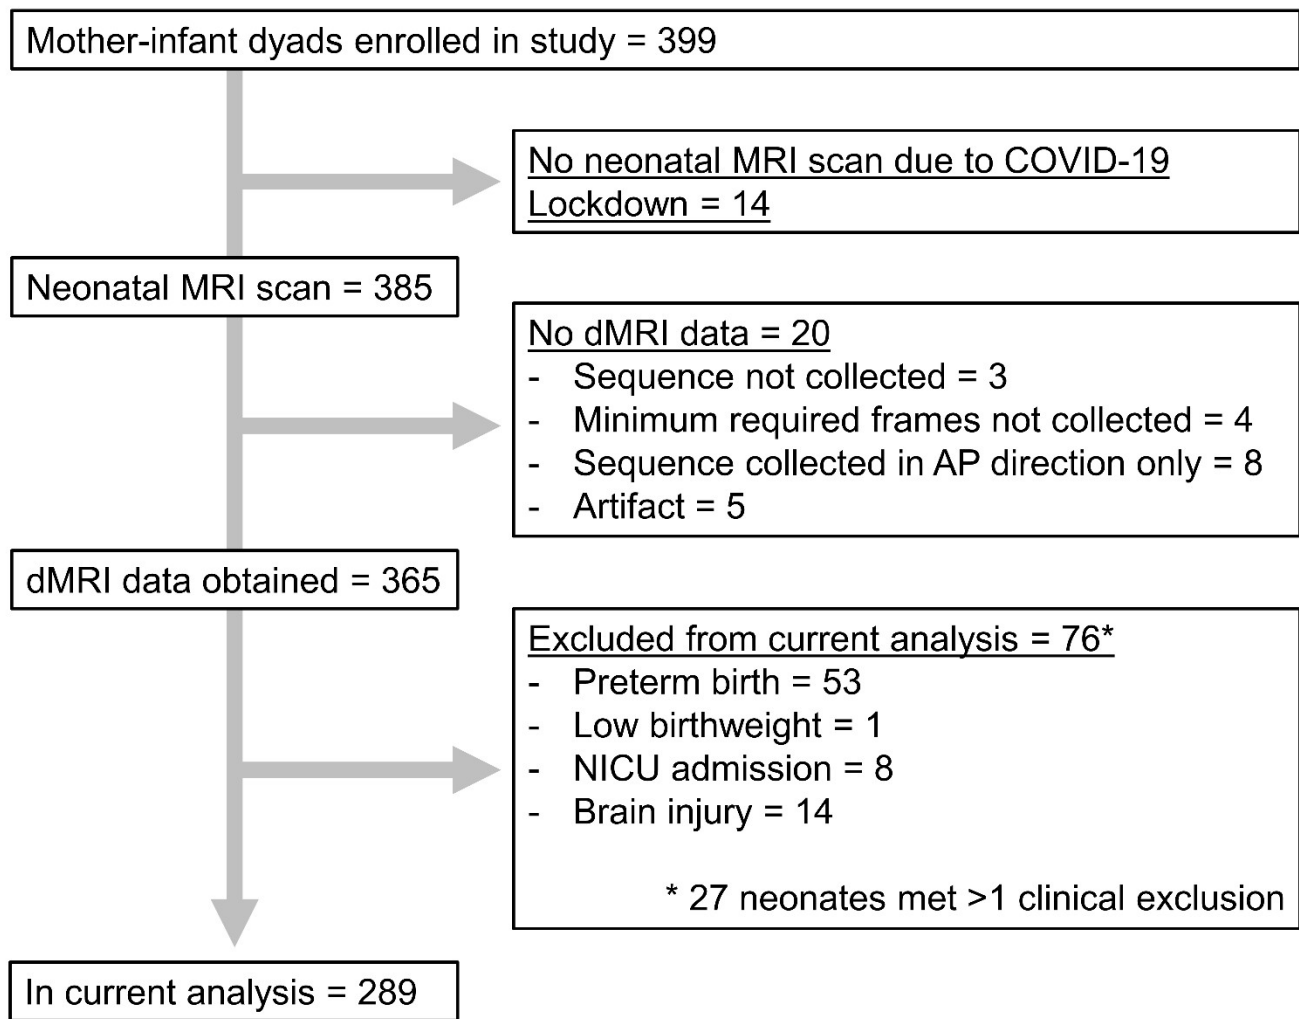 Mother-infant dyads enrolled in study = 399
No neonatal MRI scan due to COVID-19
Lockdown = 14
Neonatal MRI scan = 385
No dMRI data = 20
- Sequence not collected = 3
- Minimum required frames not collected = 4
- Sequence collected in AP direction only = 8
- Artifact = 5
dMRI data obtained = 365
Excluded from current analysis = 76*
- Preterm birth = 53
- Low birthweight = 1
- NICU admission = 8
- Brain injury = 14
* 27 neonates met >1 clinical exclusion
In current analysis = 289